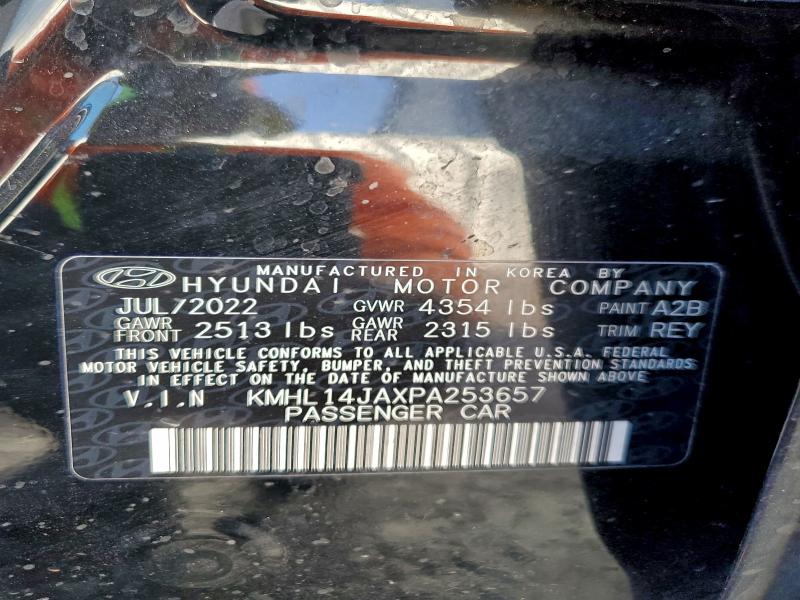 MANUFACTURED IN KOREA BY
HYUNDAI MOTOR COMPANY
JUL/2022 GVWR 4354 lbs PAINT A2B
GAWR FRONT 2513 lbs GAWR REAR 2315 lbs TRIM REY
THIS VEHICLE CONFORMS TO ALL APPLICABLE U.S.A. FEDERAL
MOTOR VEHICLE SAFETY, BUMPER, AND THEFT PREVENTION STANDARDS
IN EFFECT ON THE DATE OF MANUFACTURE SHOWN ABOVE
V.I.N KMHL14JAXPA253657
PASSENGER CAR